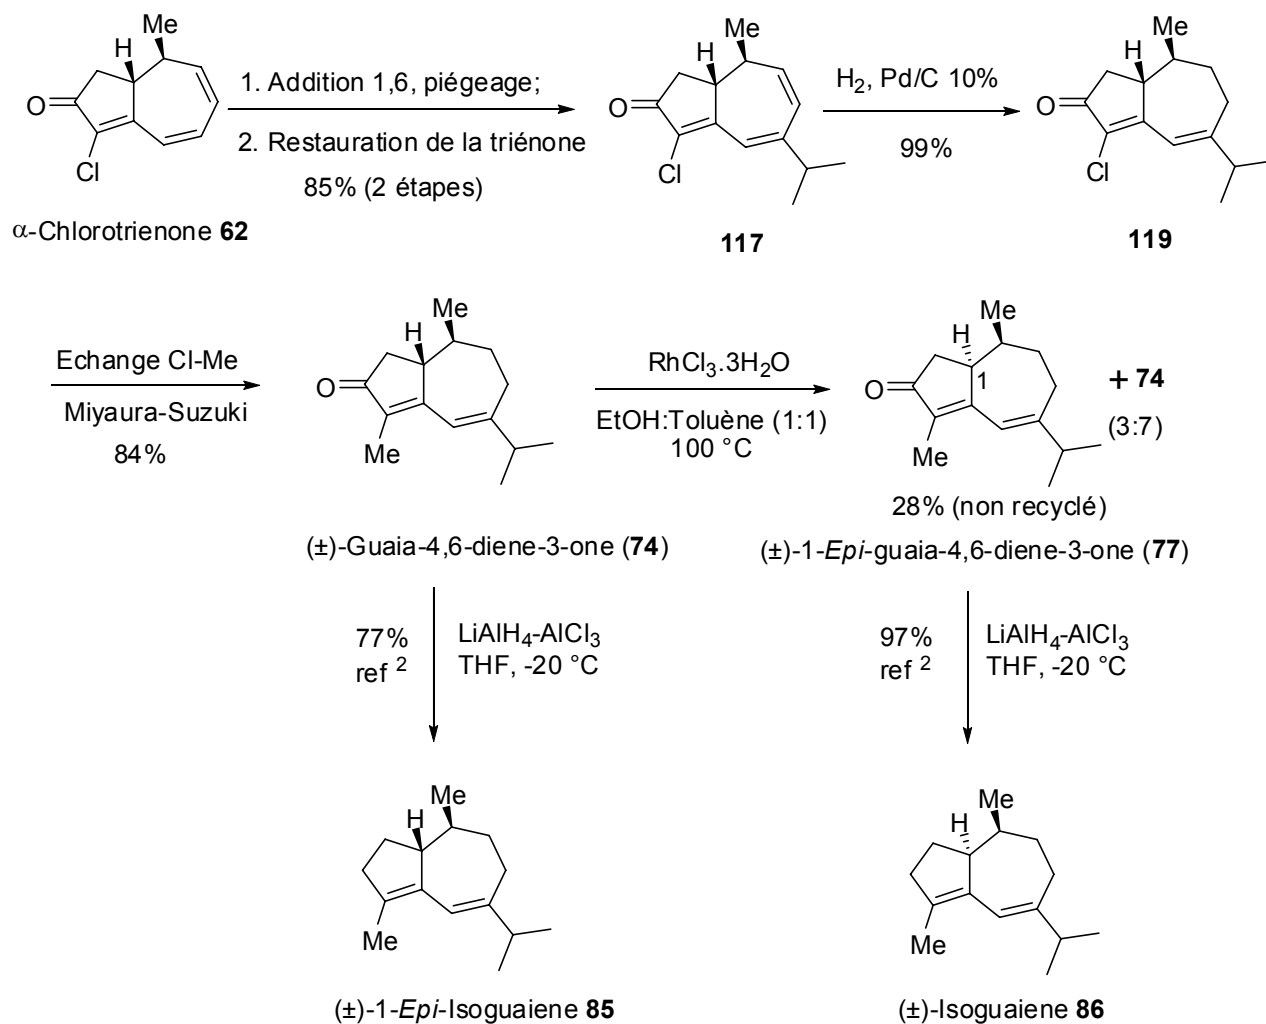 Me
H
O
Cl
α-Chlorotrienone 62
1. Addition 1,6, piégeage;
2. Restauration de la triénone
85% (2 étapes)
Me
H
O
Cl
117
H2, Pd/C 10%
99%
Me
H
O
Cl
119
Echange Cl-Me
Miyaura-Suzuki
84%
Me
H
O
Me
(±)-Guaia-4,6-diene-3-one (74)
RhCl3.3H2O
EtOH:Toluène (1:1)
100 °C
Me
H
1
O
Me
+ 74
(3:7)
28% (non recyclé)
(±)-1-Epi-guaia-4,6-diene-3-one (77)
77%
ref 2
LiAlH4-AlCl3
THF, -20 °C
97%
ref 2
LiAlH4-AlCl3
THF, -20 °C
Me
H
Me
(±)-1-Epi-Isoguaiene 85
Me
H
Me
(±)-Isoguaiene 86